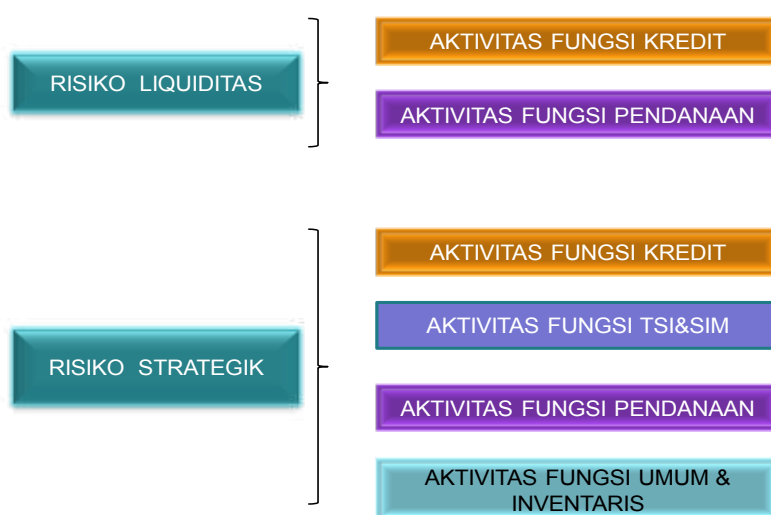 RISIKO LIQUIDITAS
AKTIVITAS FUNGSI KREDIT
AKTIVITAS FUNGSI PENDANAAN
RISIKO STRATEGIK
AKTIVITAS FUNGSI KREDIT
AKTIVITAS FUNGSI TSI&SIM
AKTIVITAS FUNGSI PENDANAAN
AKTIVITAS FUNGSI UMUM &
INVENTARIS